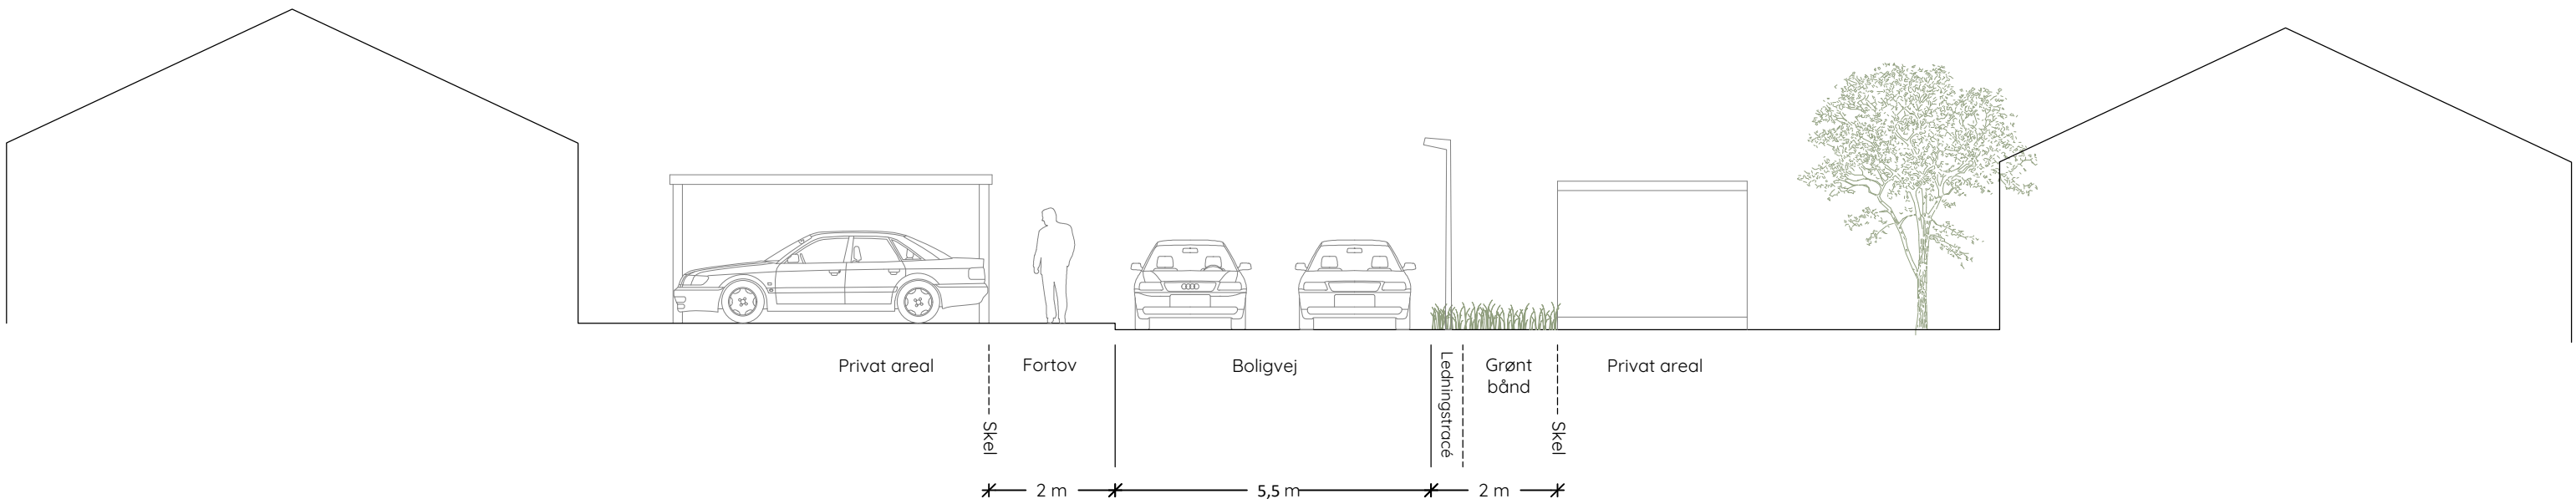 Privat areal
Fortov
Boligvej
Ledningstracé
Grønt
bånd
Privat areal
Skel
Skel
2 m
5,5 m
2 m